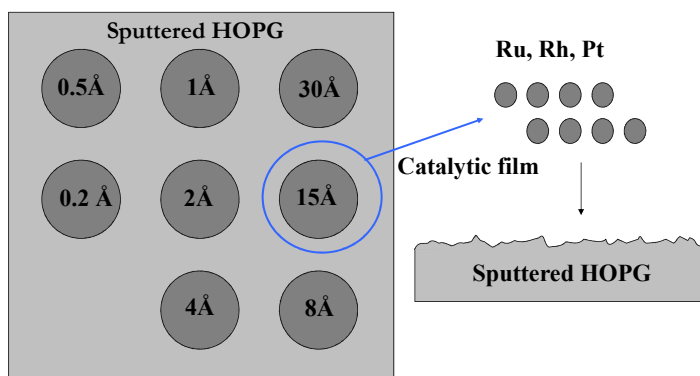 Sputtered HOPG
0.5Å
1Å
30Å
0.2 Å
2Å
15Å
4Å
8Å
Ru, Rh, Pt
Catalytic film
Sputtered HOPG